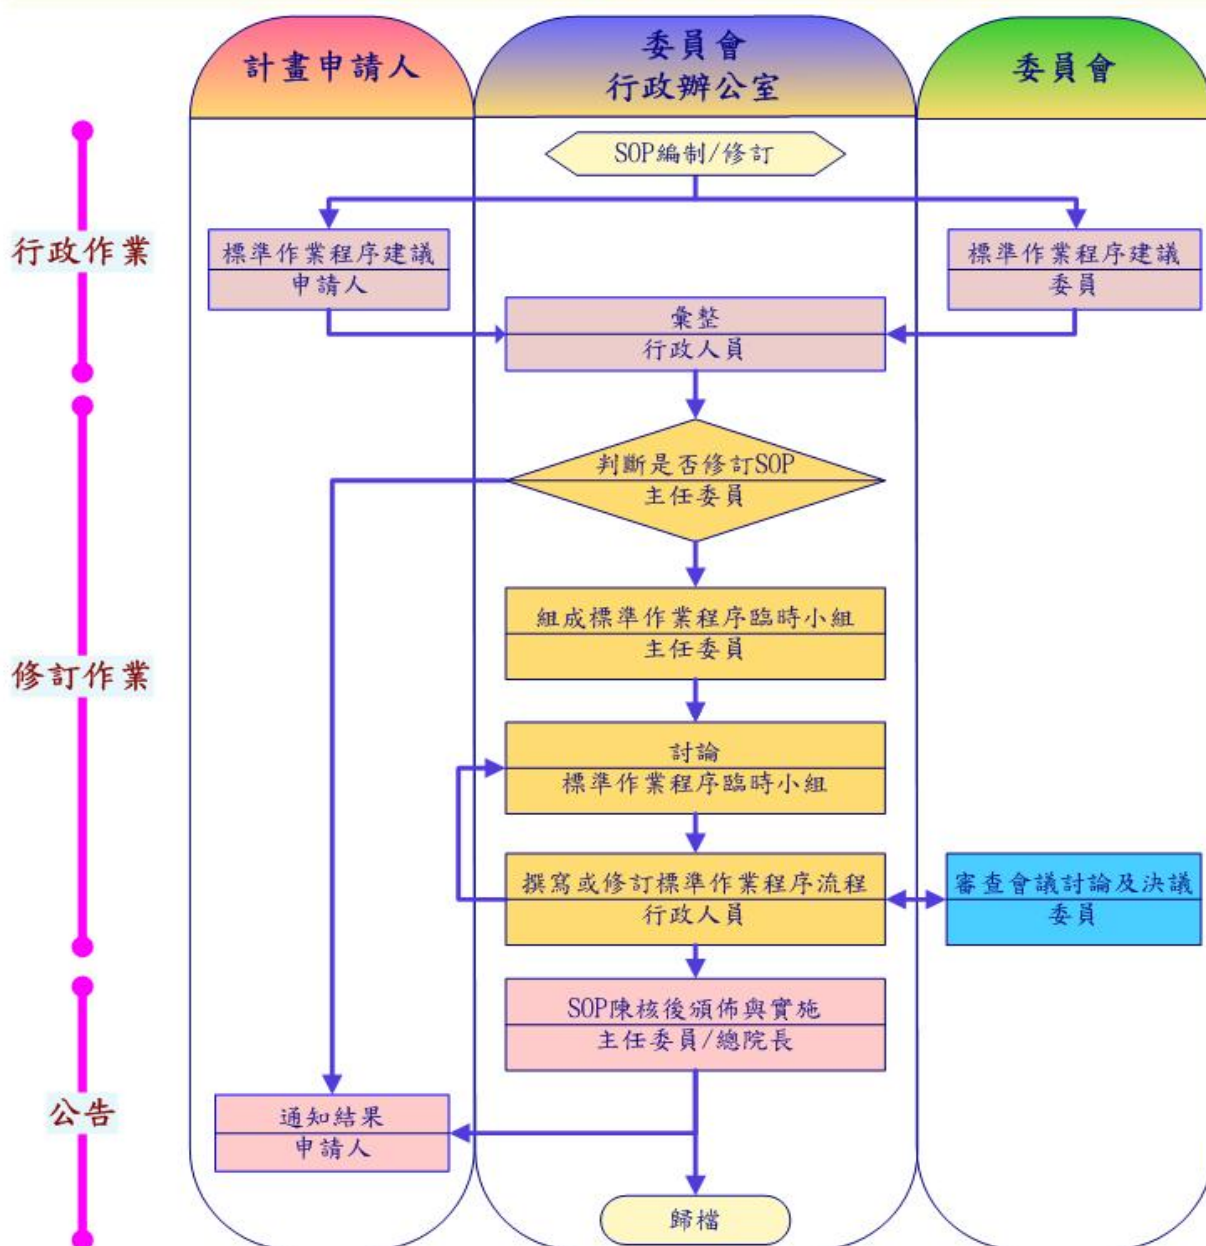 計畫申請人
委員會
行政辦公室
委員會
SOP編制/修訂
行政作業
標準作業程序建議
申請人
標準作業程序建議
委員
彙整
行政人員
判斷是否修訂SOP
主任委員
組成標準作業程序臨時小組
主任委員
修訂作業
討論
標準作業程序臨時小組
撰寫或修訂標準作業程序流程
行政人員
審查會議討論及決議
委員
SOP陳核後頒佈與實施
主任委員/總院長
公告
通知結果
申請人
歸檔